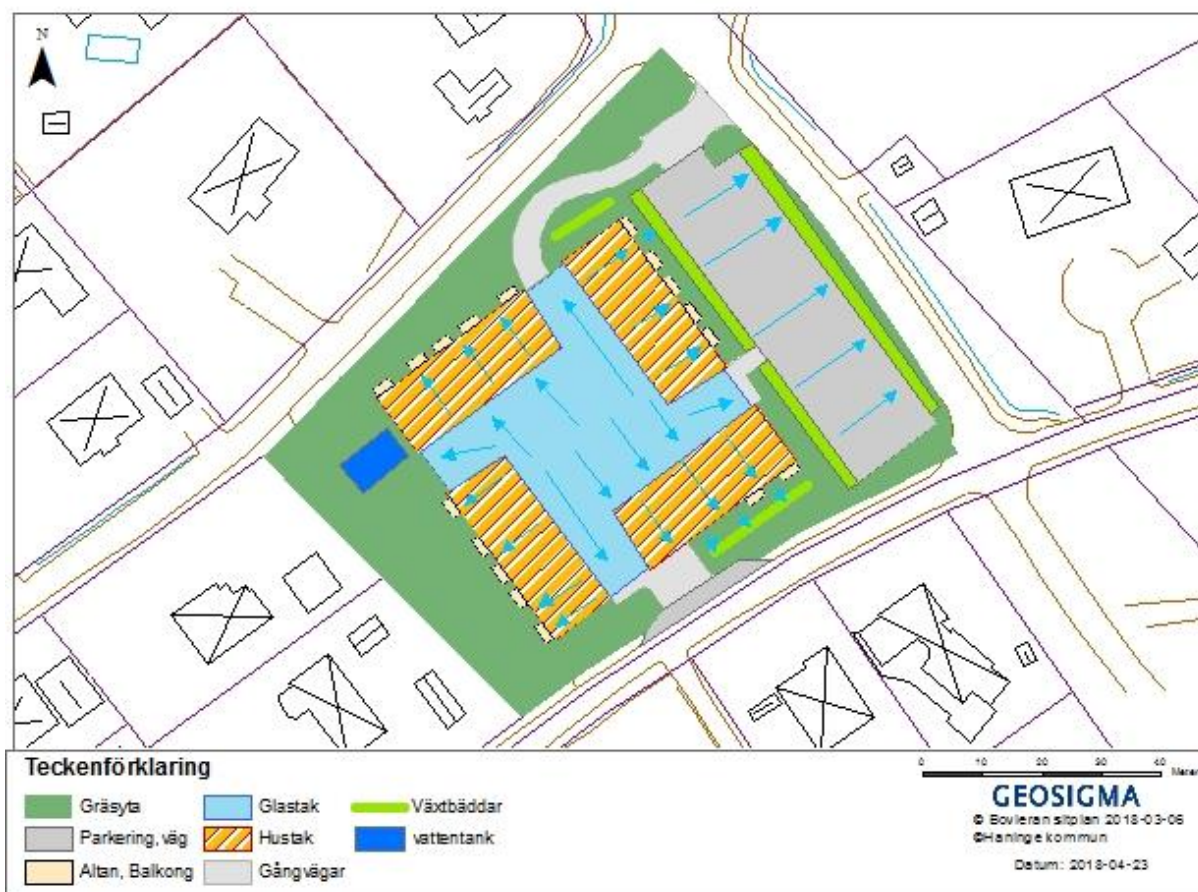 N
Teckenförklaring
Gräsyta
Glastak
Växtbäddar
Parkering, väg
Hustak
vattentank
Altan, Balkong
Gångvägar
0 10 20 30 40
GEOSIGMA
© Bovieran sitplan 2018-03-06
©Haninge kommun
Datum: 2018-04-23